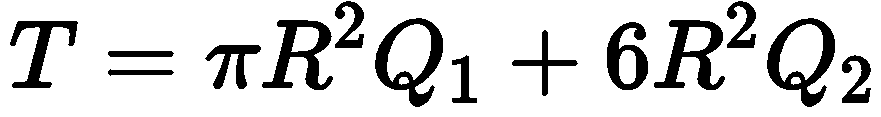 T = πR²Q₁ + 6R²Q₂